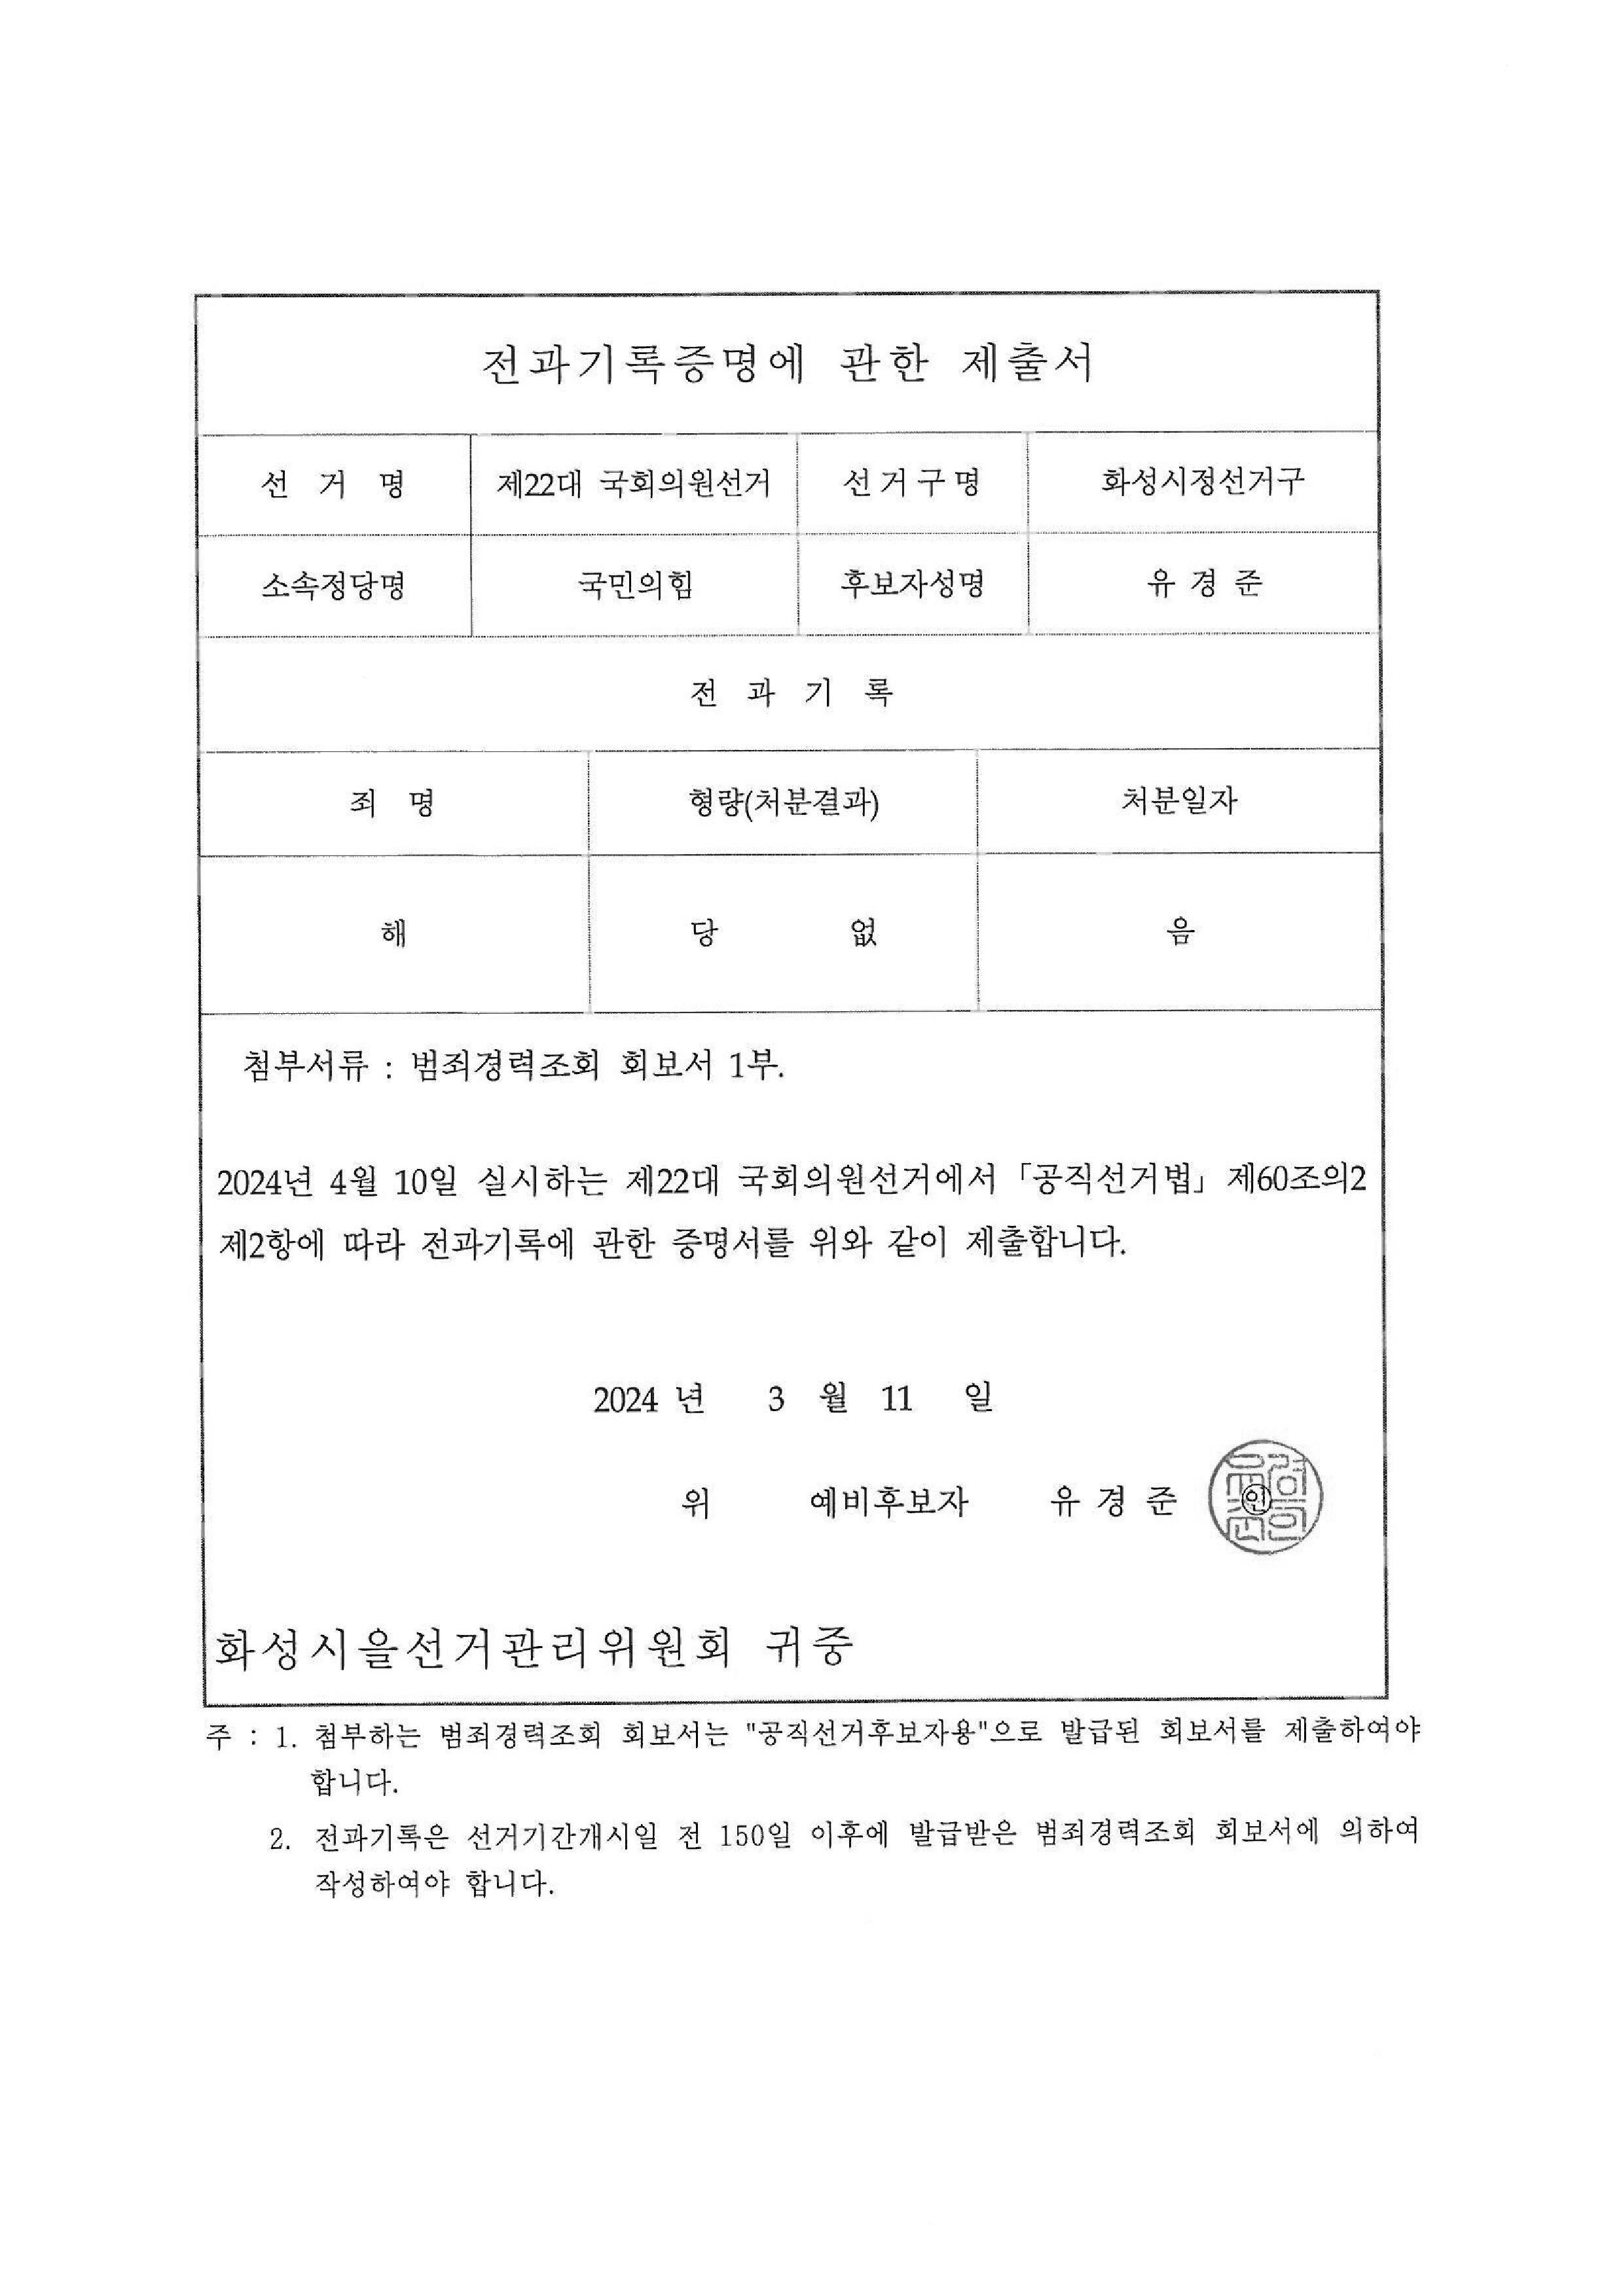 전과기록증명에 관한 제출서
선 거 명 제22대 국회의원선거 선거구명 화성시정선거구
소속정당명 국민의힘 후보자성명 유 경 준
전 과 기 록
죄 명 형량(처분결과) 처분일자
해 당 없 음
첨부서류 : 범죄경력조회 회보서 1부.
2024년 4월 10일 실시하는 제22대 국회의원선거에서 「공직선거법」 제60조의2
제2항에 따라 전과기록에 관한 증명서를 위와 같이 제출합니다.
2024 년 3 월 11 일
위 예비후보자 유 경 준 ㊞
화성시을선거관리위원회 귀중
주 : 1. 첨부하는 범죄경력조회 회보서는 "공직선거후보자용"으로 발급된 회보서를 제출하여야
합니다.
2. 전과기록은 선거기간개시일 전 150일 이후에 발급받은 범죄경력조회 회보서에 의하여
작성하여야 합니다.